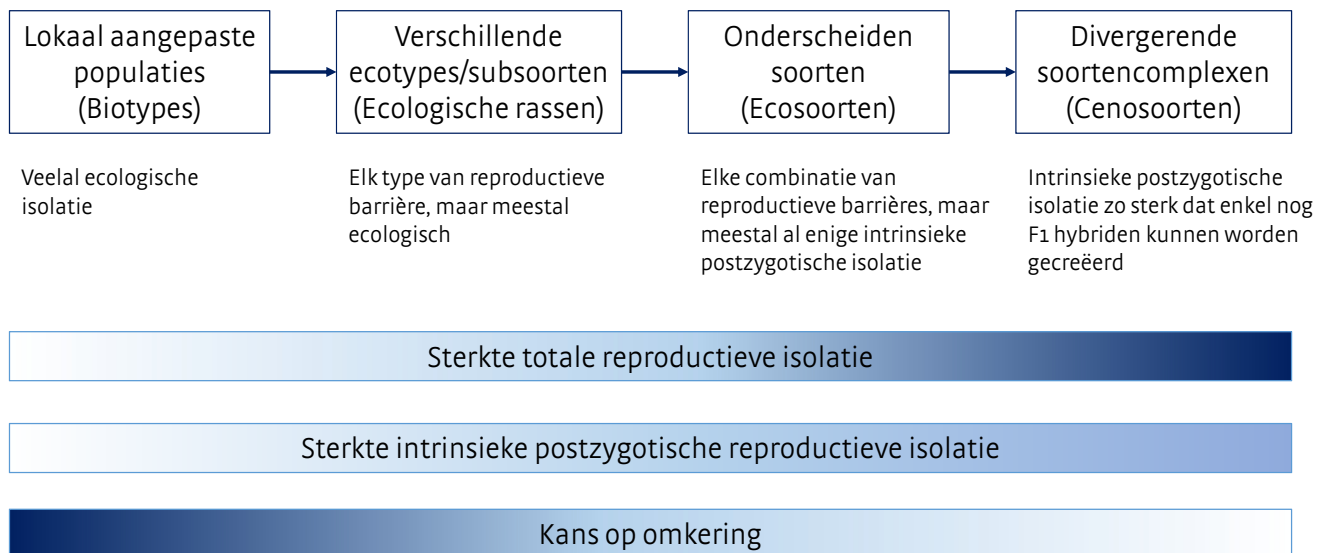 Lokaal aangepaste
populaties
(Biotypes)
Verschillende
ecotypes/subsoorten
(Ecologische rassen)
Onderscheiden
soorten
(Ecosoorten)
Divergerende
soortencomplexen
(Cenosoorten)
Veelal ecologische
isolatie
Elk type van reproductieve
barrière, maar meestal
ecologisch
Elke combinatie van
reproductieve barrières, maar
meestal al enige intrinsieke
postzygotische isolatie
Intrinsieke postzygotische
isolatie zo sterk dat enkel nog
F1 hybriden kunnen worden
gecreëerd
Sterkte totale reproductieve isolatie
Sterkte intrinsieke postzygotische reproductieve isolatie
Kans op omkering